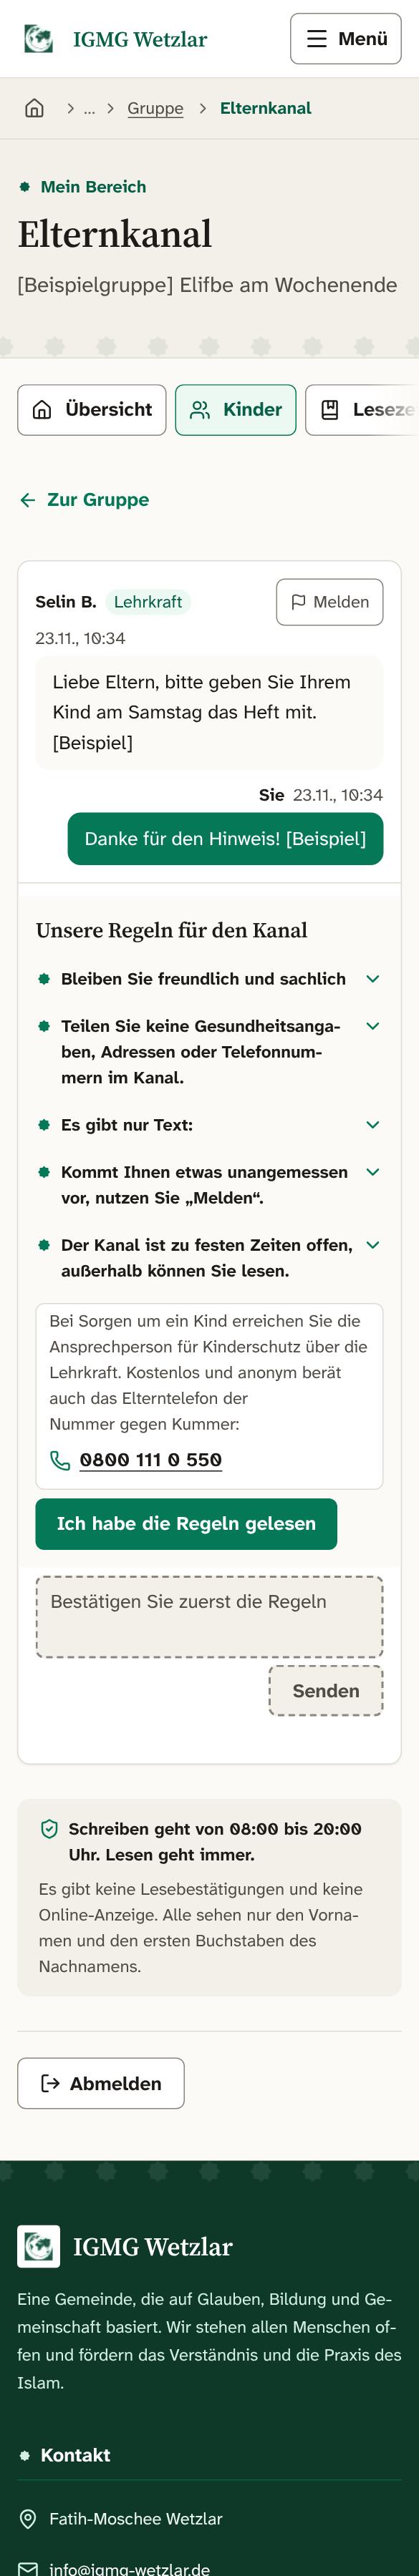 IGMG Wetzlar
Menü
... Gruppe Elternkanal
Mein Bereich
Elternkanal
[Beispielgruppe] Elifbe am Wochenende
Übersicht Kinder
Zur Gruppe
Selin B. Lehrkraft
Melden
23.11., 10:34
Liebe Eltern, bitte geben Sie Ihrem
Kind am Samstag das Heft mit.
[Beispiel]
Sie 23.11., 10:34
Danke für den Hinweis! [Beispiel]
Unsere Regeln für den Kanal
Bleiben Sie freundlich und sachlich
Teilen Sie keine Gesundheitsanga-
ben, Adressen oder Telefonnum-
mern im Kanal.
Es gibt nur Text:
Kommt Ihnen etwas unangemessen
vor, nutzen Sie „Melden“.
Der Kanal ist zu festen Zeiten offen,
außerhalb können Sie lesen.
Bei Sorgen um ein Kind erreichen Sie die
Ansprechperson für Kinderschutz über die
Lehrkraft. Kostenlos und anonym berät
auch das Elterntelefon der
Nummer gegen Kummer:
0800 111 0 550
Ich habe die Regeln gelesen
Bestätigen Sie zuerst die Regeln
Senden
Schreiben geht von 08:00 bis 20:00
Uhr. Lesen geht immer.
Es gibt keine Lesebestätigungen und keine
Online-Anzeige. Alle sehen nur den Vorna-
men und den ersten Buchstaben des
Nachnamens.
Abmelden
IGMG Wetzlar
Eine Gemeinde, die auf Glauben, Bildung und Ge-
meinschaft basiert. Wir stehen allen Menschen of-
fen und fördern das Verständnis und die Praxis des
Islam.
Kontakt
Fatih-Moschee Wetzlar
info@igmg-wetzlar.de